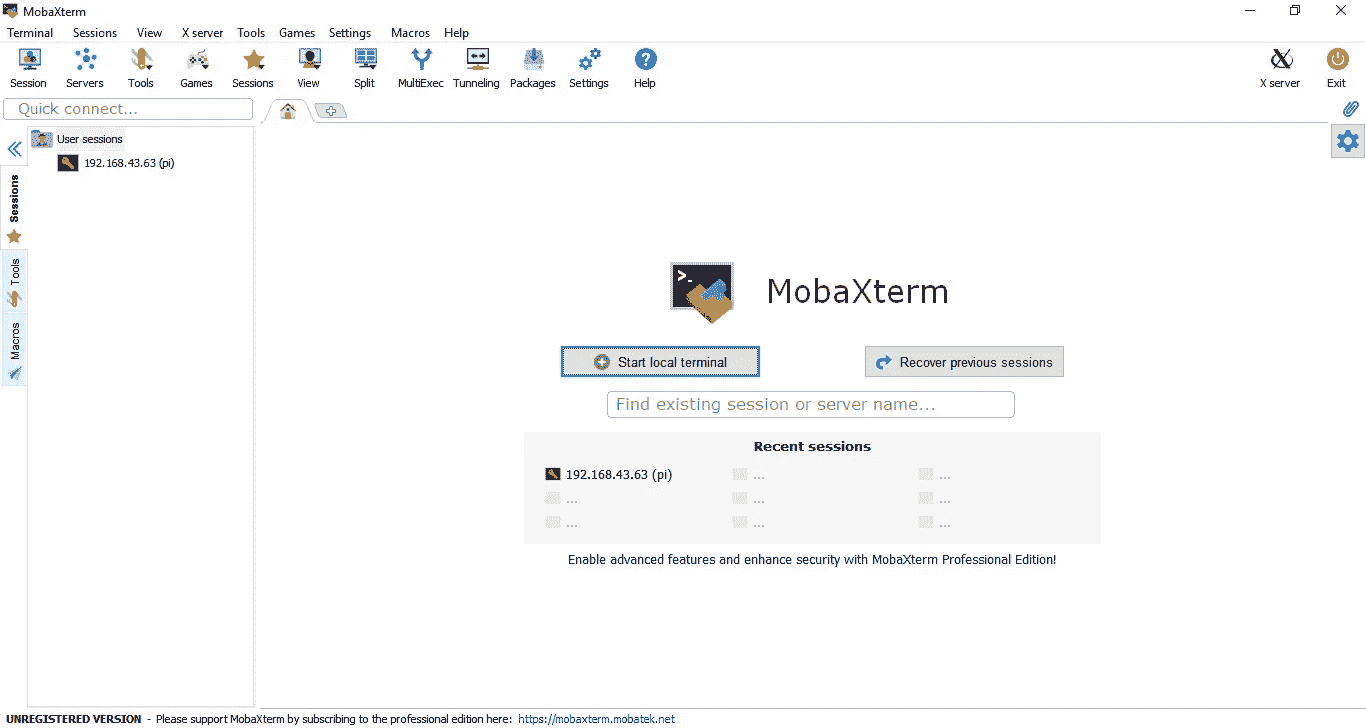 MobaXterm
Terminal Sessions View X server Tools Games Settings Macros Help
Session Servers Tools Games Sessions View Split MultiExec Tunneling Packages Settings Help X server Exit
Quick connect...
User sessions
192.168.43.63 (pi)
Sessions
Tools
Macros
>_
MobaXterm
Start local terminal Recover previous sessions
Find existing session or server name...
Recent sessions
192.168.43.63 (pi) ... ...
... ... ...
... ... ...
Enable advanced features and enhance security with MobaXterm Professional Edition!
UNREGISTERED VERSION - Please support MobaXterm by subscribing to the professional edition here: https://mobaxterm.mobatek.net